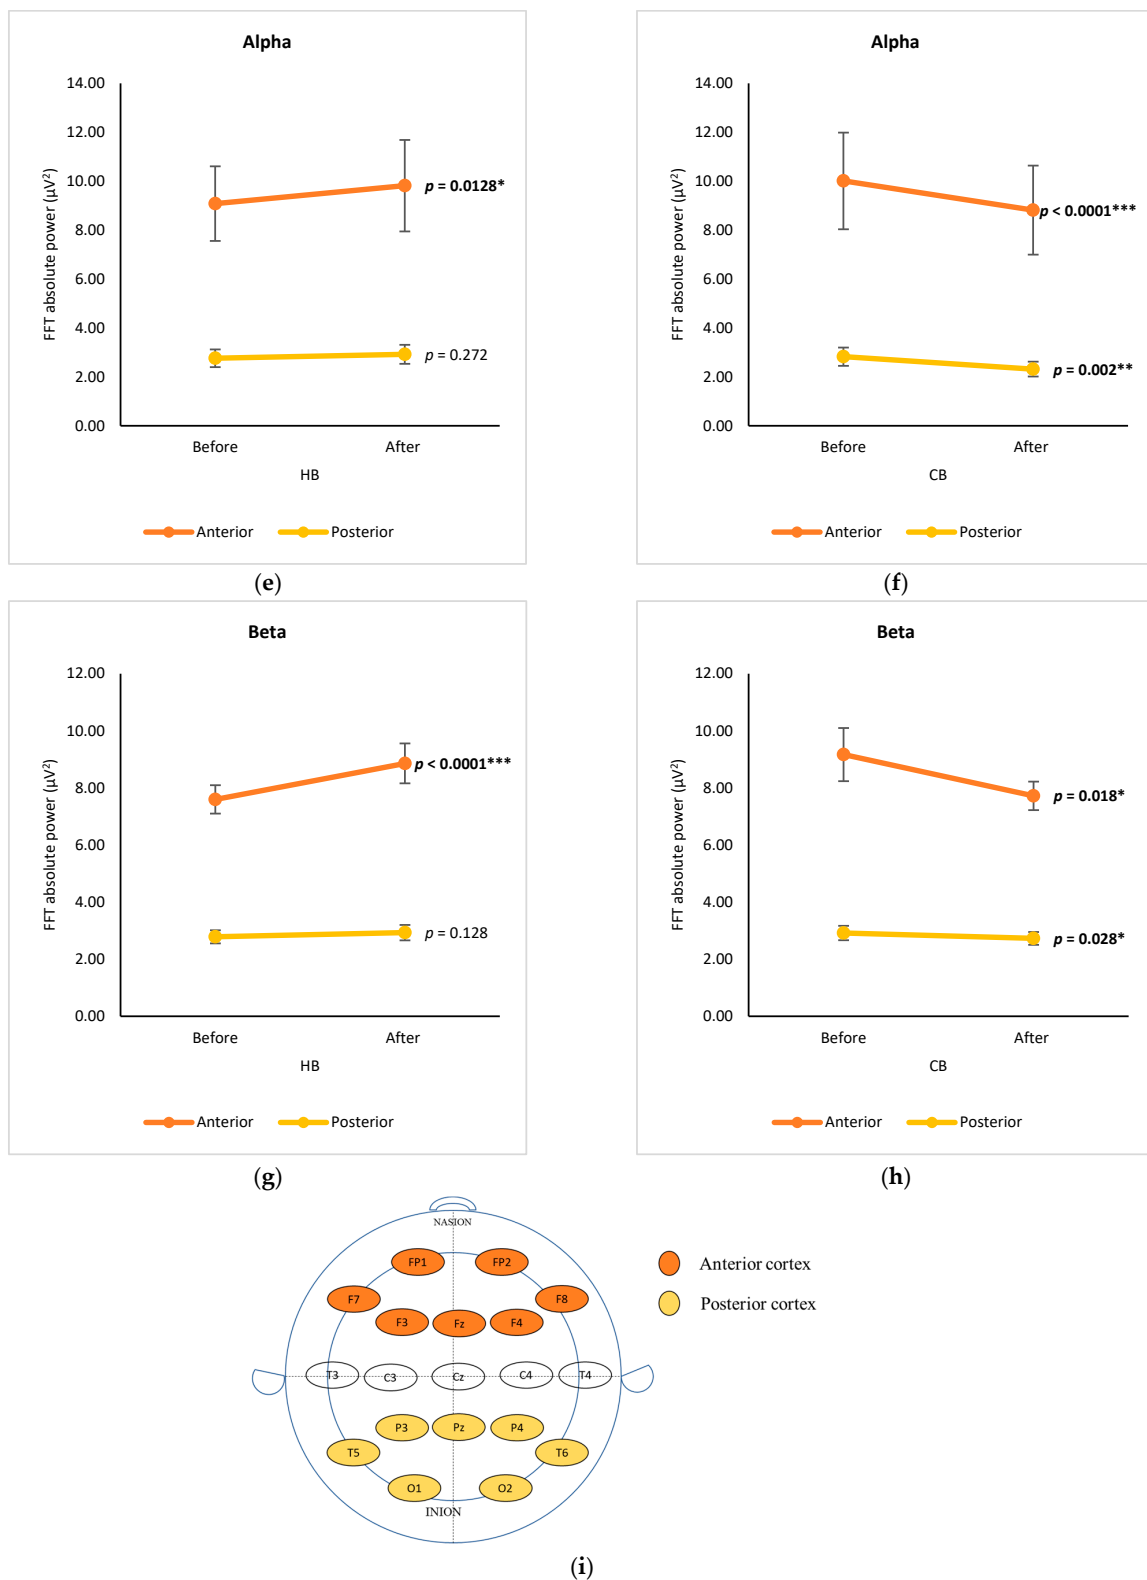 Alpha
14.00
12.00
10.00
8.00
6.00
4.00
2.00
0.00
FFT absolute power (µV²)
p = 0.0128*
p = 0.272
Before After
HB
Anterior Posterior
(e)
Alpha
14.00
12.00
10.00
8.00
6.00
4.00
2.00
0.00
FFT absolute power (µV²)
p < 0.0001***
p = 0.002**
Before After
CB
Anterior Posterior
(f)
Beta
12.00
10.00
8.00
6.00
4.00
2.00
0.00
FFT absolute power (µV²)
p < 0.0001***
p = 0.128
Before After
HB
Anterior Posterior
(g)
Beta
12.00
10.00
8.00
6.00
4.00
2.00
0.00
FFT absolute power (µV²)
p = 0.018*
p = 0.028*
Before After
CB
Anterior Posterior
(h)
NASION
FP1 FP2
F7 F8
F3 Fz F4
T3 C3 Cz C4 T4
P3 Pz P4
T5 T6
O1 O2
INION
Anterior cortex
Posterior cortex
(i)